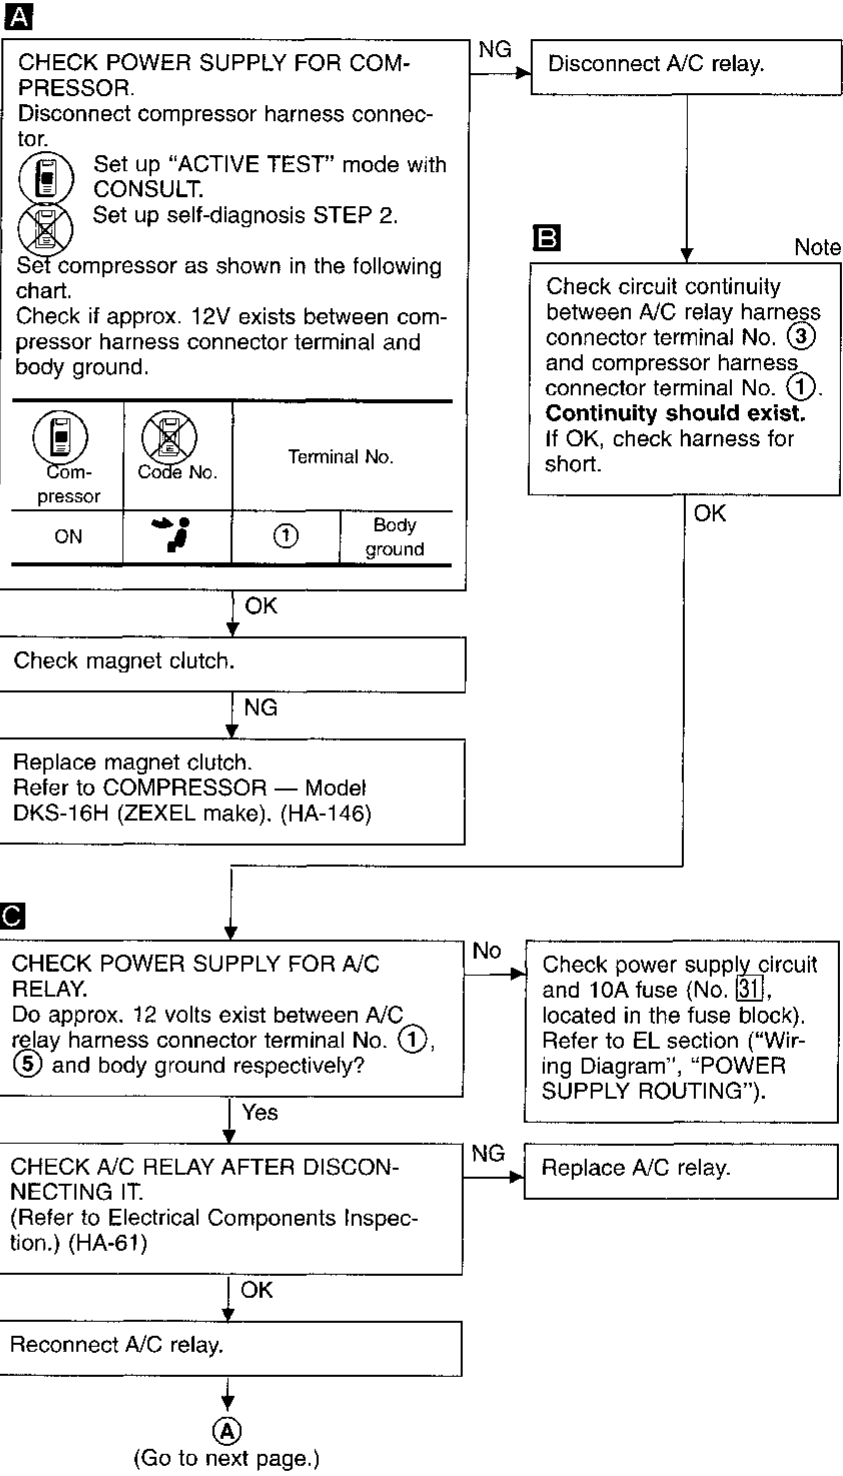 A
CHECK POWER SUPPLY FOR COM-
PRESSOR.
Disconnect compressor harness connec-
tor.
Set up “ACTIVE TEST” mode with
CONSULT.
Set up self-diagnosis STEP 2.
Set compressor as shown in the following
chart.
Check if approx. 12V exists between com-
pressor harness connector terminal and
body ground.
Com-
pressor
Code No.
Terminal No.
ON
①
Body
ground
NG
Disconnect A/C relay.
B
Note
Check circuit continuity
between A/C relay harness
connector terminal No. ③
and compressor harness
connector terminal No. ①.
Continuity should exist.
If OK, check harness for
short.
OK
OK
Check magnet clutch.
NG
Replace magnet clutch.
Refer to COMPRESSOR — Model
DKS-16H (ZEXEL make). (HA-146)
C
CHECK POWER SUPPLY FOR A/C
RELAY.
Do approx. 12 volts exist between A/C
relay harness connector terminal No. ①,
⑤ and body ground respectively?
No
Check power supply circuit
and 10A fuse (No. 31,
located in the fuse block).
Refer to EL section (“Wir-
ing Diagram”, “POWER
SUPPLY ROUTING”).
Yes
CHECK A/C RELAY AFTER DISCON-
NECTING IT.
(Refer to Electrical Components Inspec-
tion.) (HA-61)
NG
Replace A/C relay.
OK
Reconnect A/C relay.
Ⓐ
(Go to next page.)